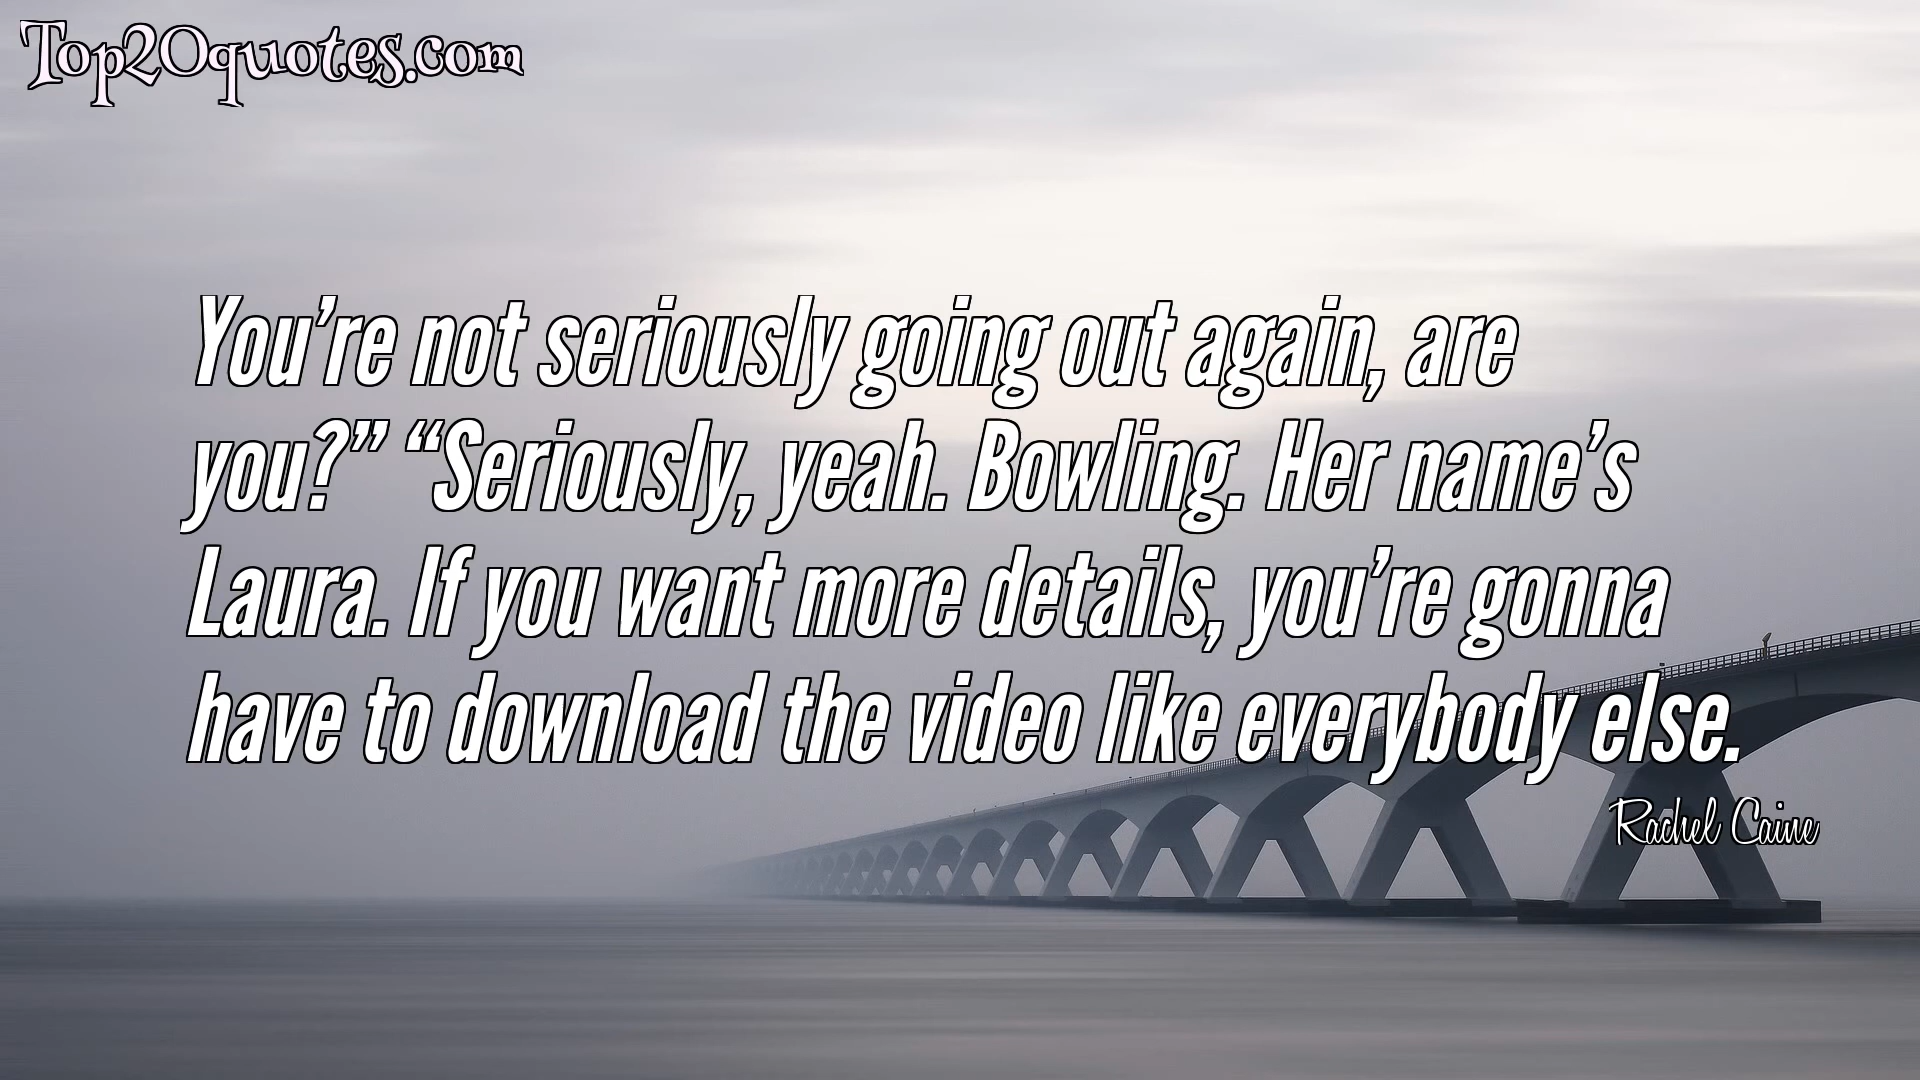 Top20quotes.com
You’re not seriously going out again, are
you?” “Seriously, yeah. Bowling. Her name’s
Laura. If you want more details, you’re gonna
have to download the video like everybody else.
Rachel Caine